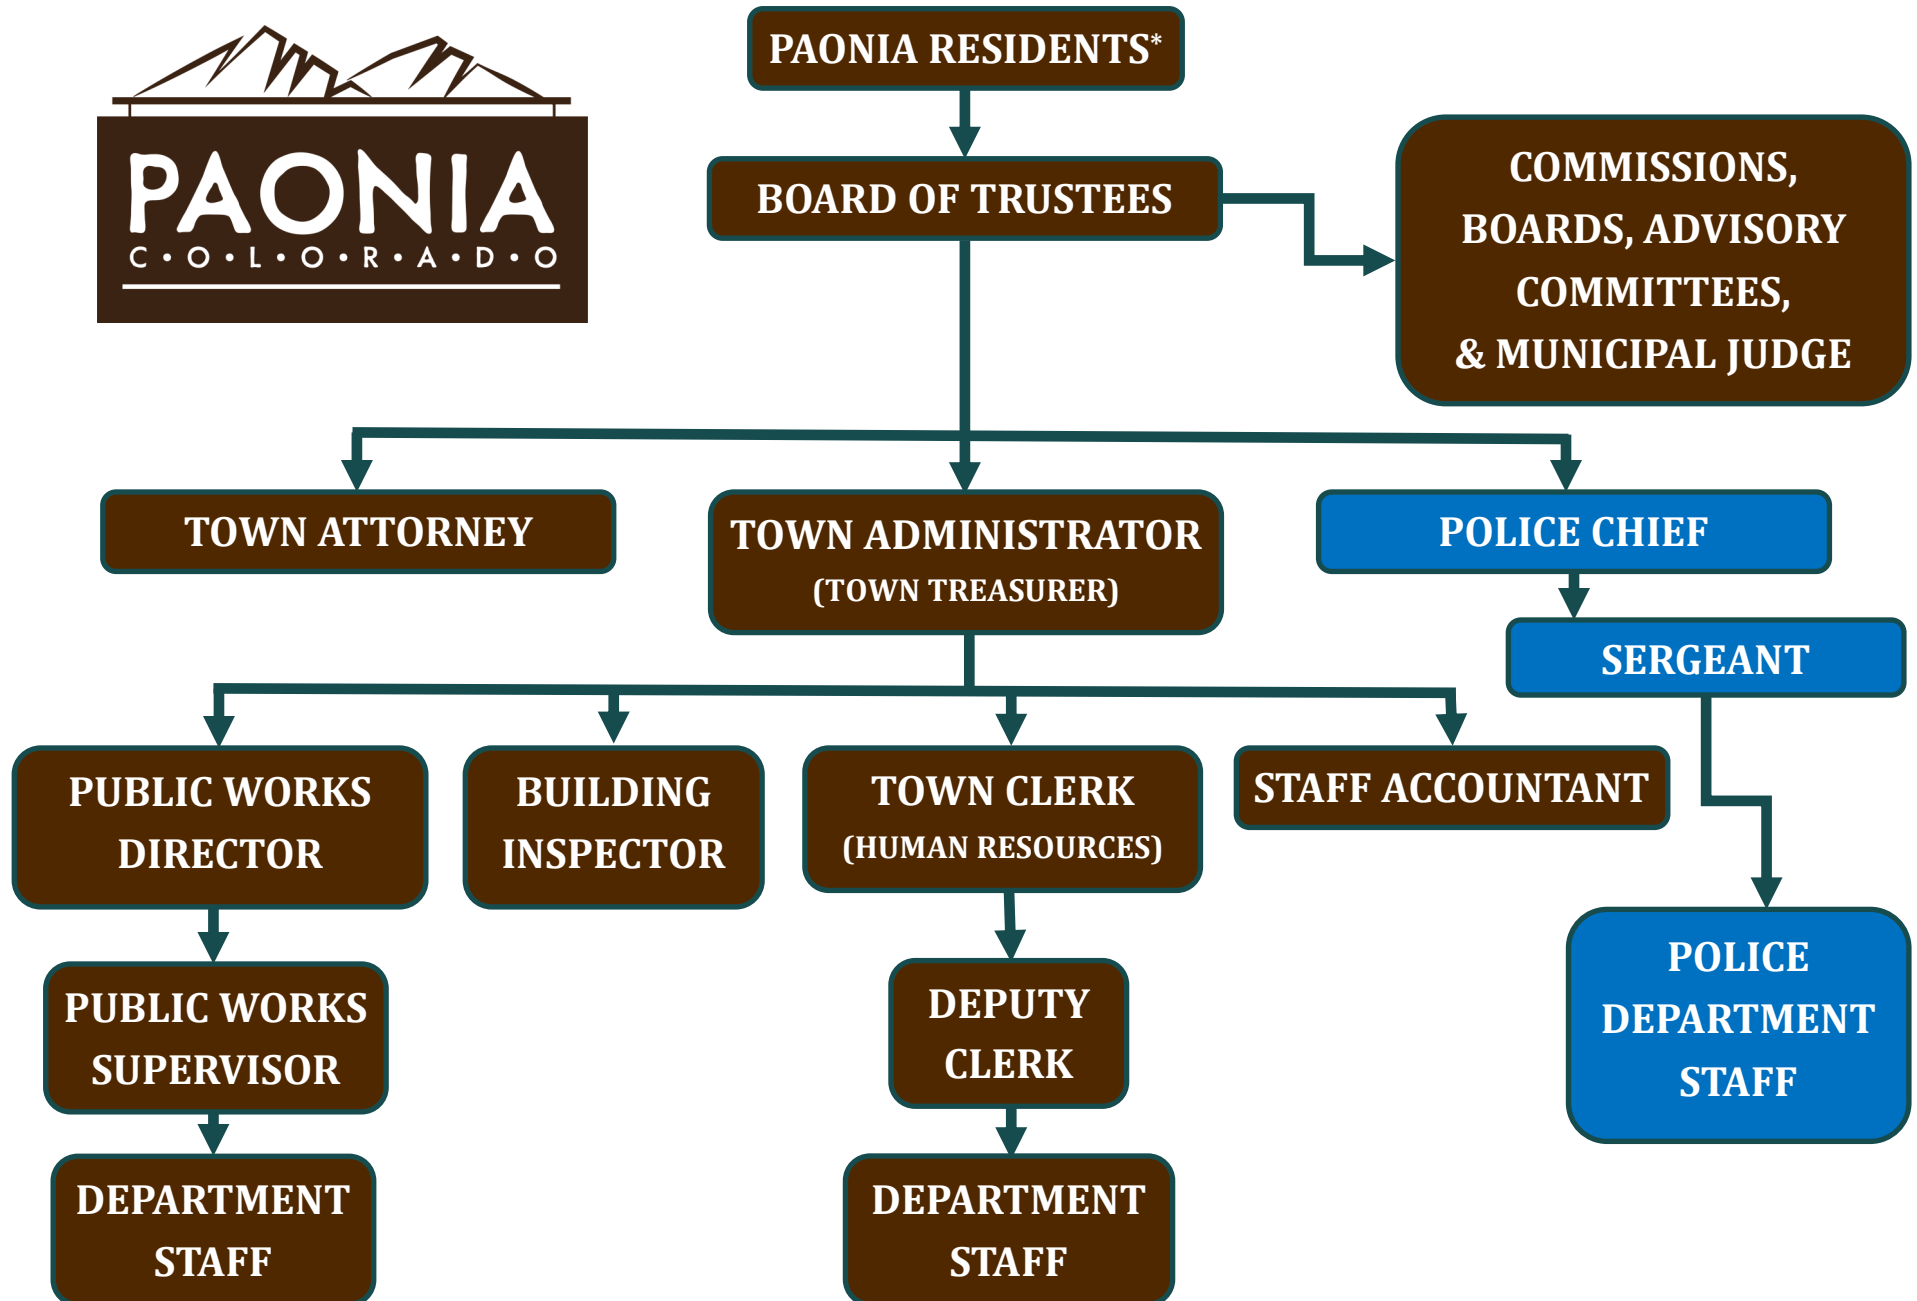 PAONIA
C•O•L•O•R•A•D•O
PAONIA RESIDENTS*
BOARD OF TRUSTEES
COMMISSIONS,
BOARDS, ADVISORY
COMMITTEES,
& MUNICIPAL JUDGE
TOWN ATTORNEY
TOWN ADMINISTRATOR
(TOWN TREASURER)
POLICE CHIEF
SERGEANT
PUBLIC WORKS
DIRECTOR
BUILDING
INSPECTOR
TOWN CLERK
(HUMAN RESOURCES)
STAFF ACCOUNTANT
PUBLIC WORKS
SUPERVISOR
DEPUTY
CLERK
POLICE
DEPARTMENT
STAFF
DEPARTMENT
STAFF
DEPARTMENT
STAFF